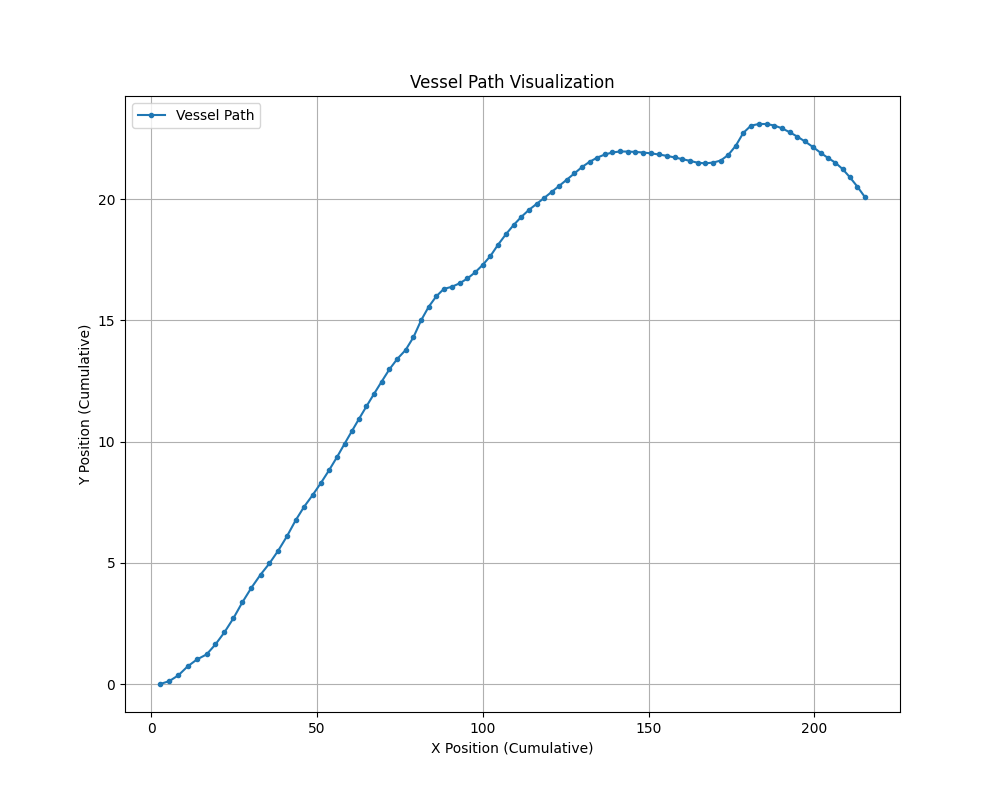 Vessel Path Visualization
Vessel Path
Y Position (Cumulative)
20
15
10
5
0
0 50 100 150 200
X Position (Cumulative)